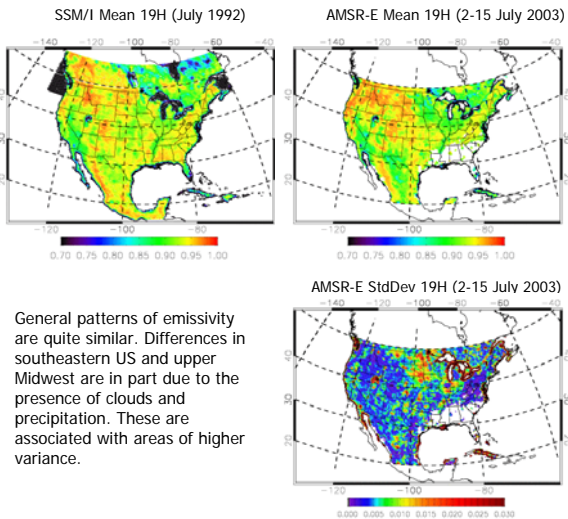 SSM/I Mean 19H (July 1992)
−140 −120 −100 −80 −60
40
30
20
−120 −100 −80
0.70 0.75 0.80 0.85 0.90 0.95 1.00
AMSR-E Mean 19H (2-15 July 2003)
−140 −120 −100 −80 −60
40
30
20
−120 −100 −80
0.70 0.75 0.80 0.85 0.90 0.95 1.00
General patterns of emissivity
are quite similar. Differences in
southeastern US and upper
Midwest are in part due to the
presence of clouds and
precipitation. These are
associated with areas of higher
variance.
AMSR-E StdDev 19H (2-15 July 2003)
−140 −120 −100 −80 −60
40
30
20
−120 −100 −80
0.000 0.005 0.010 0.015 0.020 0.025 0.030